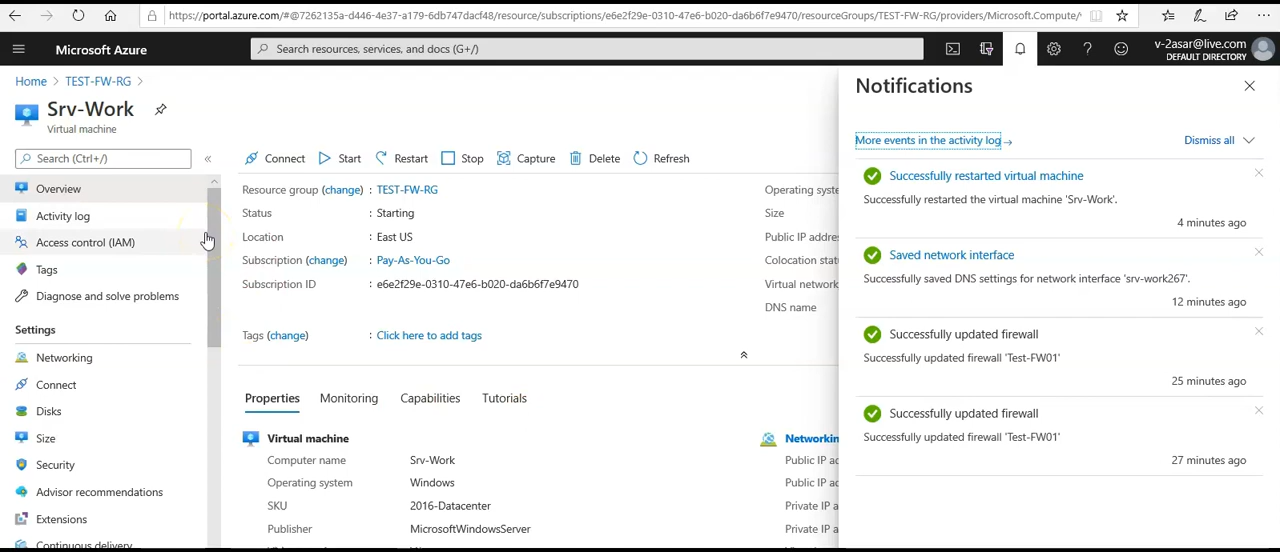 https://portal.azure.com/#@7262135a-d446-4e37-a179-6db747dacf48/resource/subscriptions/e6e2f29e-0310-47e6-b020-da6b6f7e9470/resourceGroups/TEST-FW-RG/providers/Microsoft.Compute/
Microsoft Azure
Search resources, services, and docs (G+/)
v-2asar@live.com
DEFAULT DIRECTORY
Home > TEST-FW-RG >
Srv-Work
Virtual machine
Search (Ctrl+/)
«
Overview
Activity log
Access control (IAM)
Tags
Diagnose and solve problems
Settings
Networking
Connect
Disks
Size
Security
Advisor recommendations
Extensions
Continuous delivery
Connect Start Restart Stop Capture Delete Refresh
Resource group (change) : TEST-FW-RG
Status : Starting
Location : East US
Subscription (change) : Pay-As-You-Go
Subscription ID : e6e2f29e-0310-47e6-b020-da6b6f7e9470
Tags (change) : Click here to add tags
Operating syste
Size
Public IP addres
Colocation stat
Virtual network
DNS name
Properties Monitoring Capabilities Tutorials
Virtual machine
Computer name Srv-Work
Operating system Windows
SKU 2016-Datacenter
Publisher MicrosoftWindowsServer
Networkin
Public IP ad
Public IP ad
Private IP a
Private IP a
Notifications
More events in the activity log →
Dismiss all
Successfully restarted virtual machine
Successfully restarted the virtual machine 'Srv-Work'.
4 minutes ago
Saved network interface
Successfully saved DNS settings for network interface 'srv-work267'.
12 minutes ago
Successfully updated firewall
Successfully updated firewall 'Test-FW01'
25 minutes ago
Successfully updated firewall
Successfully updated firewall 'Test-FW01'
27 minutes ago